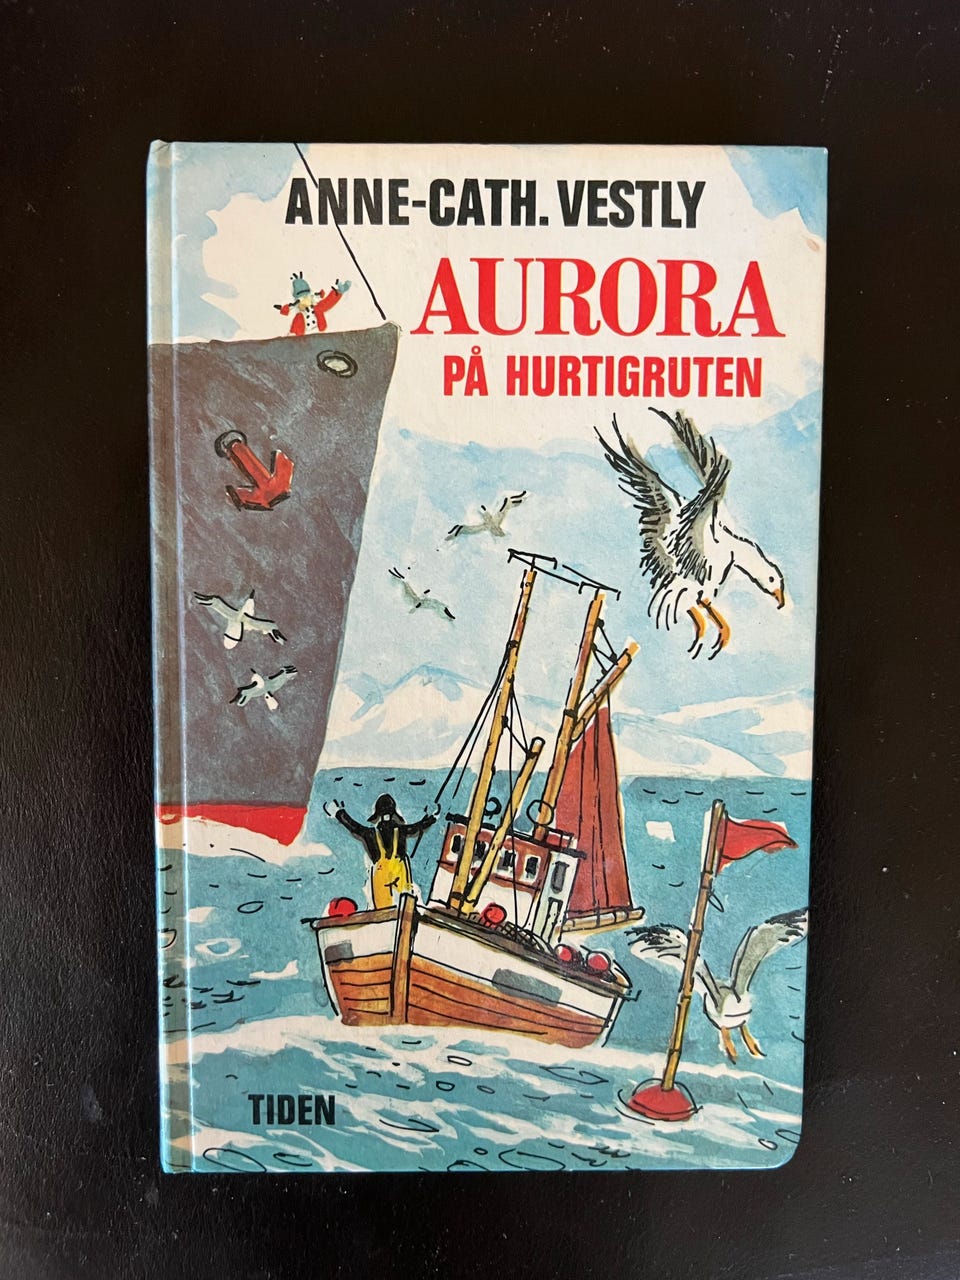 ANNE-CATH. VESTLY
AURORA
PÅ HURTIGRUTEN
TIDEN